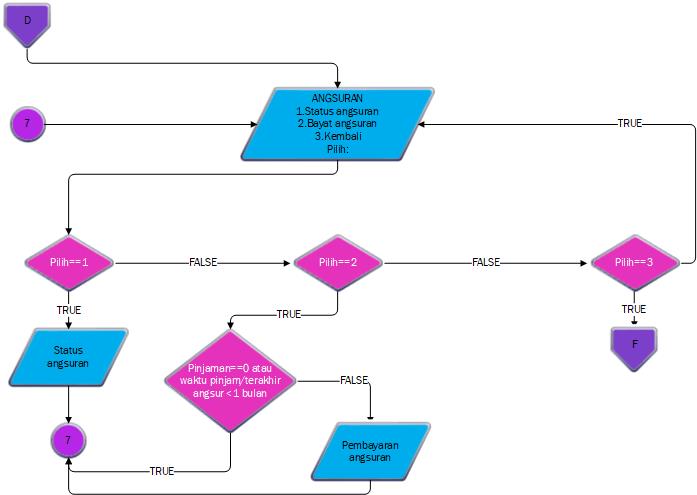 D
ANGSURAN
1.Status angsuran
2.Bayat angsuran
3.Kembali
Pilih:
7
TRUE
Pilih==1
FALSE
Pilih==2
FALSE
Pilih==3
TRUE
TRUE
TRUE
Status
angsuran
Pinjaman==0 atau
waktu pinjam/terakhir
angsur<1 bulan
F
FALSE
7
Pembayaran
angsuran
TRUE